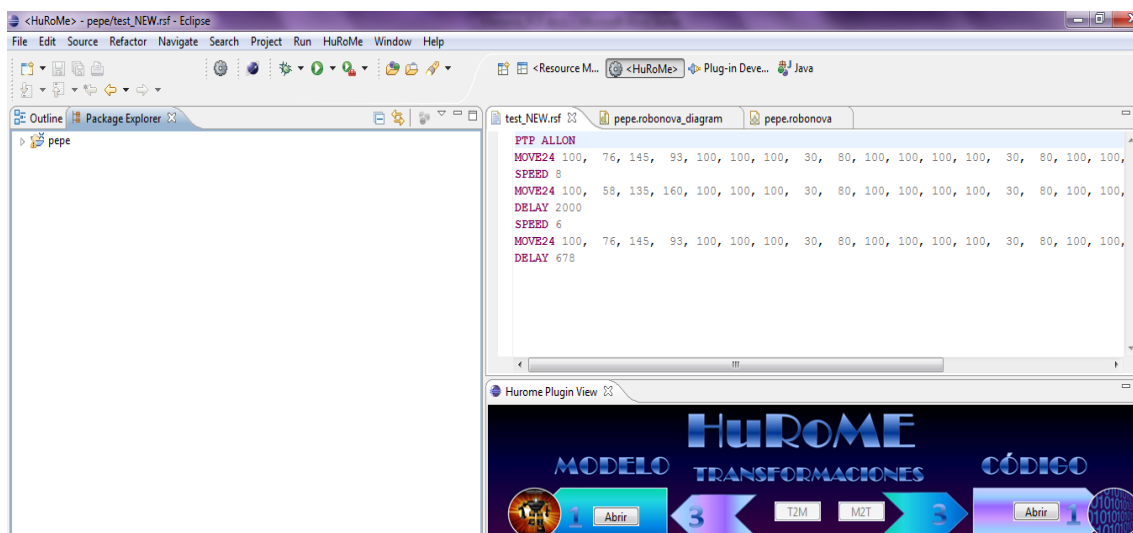 <HuRoMe> - pepe/test_NEW.rsf - Eclipse
File Edit Source Refactor Navigate Search Project Run HuRoMe Window Help
<Resource M... <HuRoMe> Plug-in Deve... Java
Outline Package Explorer
test_NEW.rsf pepe.robonova_diagram pepe.robonova
pepe
PTP ALLON
MOVE24 100, 76, 145, 93, 100, 100, 100, 30, 80, 100, 100, 100, 100, 30, 80, 100, 100,
SPEED 8
MOVE24 100, 58, 135, 160, 100, 100, 100, 30, 80, 100, 100, 100, 100, 30, 80, 100, 100,
DELAY 2000
SPEED 6
MOVE24 100, 76, 145, 93, 100, 100, 100, 30, 80, 100, 100, 100, 100, 30, 80, 100, 100,
DELAY 678
Hurome Plugin View
HuRoME
MODELO TRANSFORMACIONES CÓDIGO
1 Abrir 3 T2M M2T 3 Abrir 1